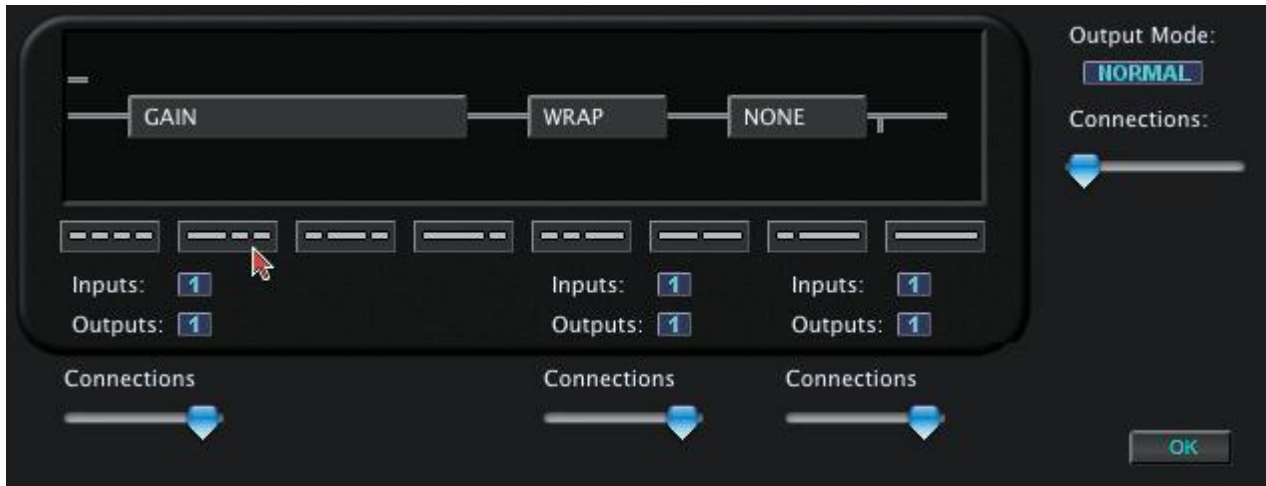 Output Mode:
NORMAL
GAIN WRAP NONE
Connections:
Inputs: 1 Inputs: 1 Inputs: 1
Outputs: 1 Outputs: 1 Outputs: 1
Connections Connections Connections
OK